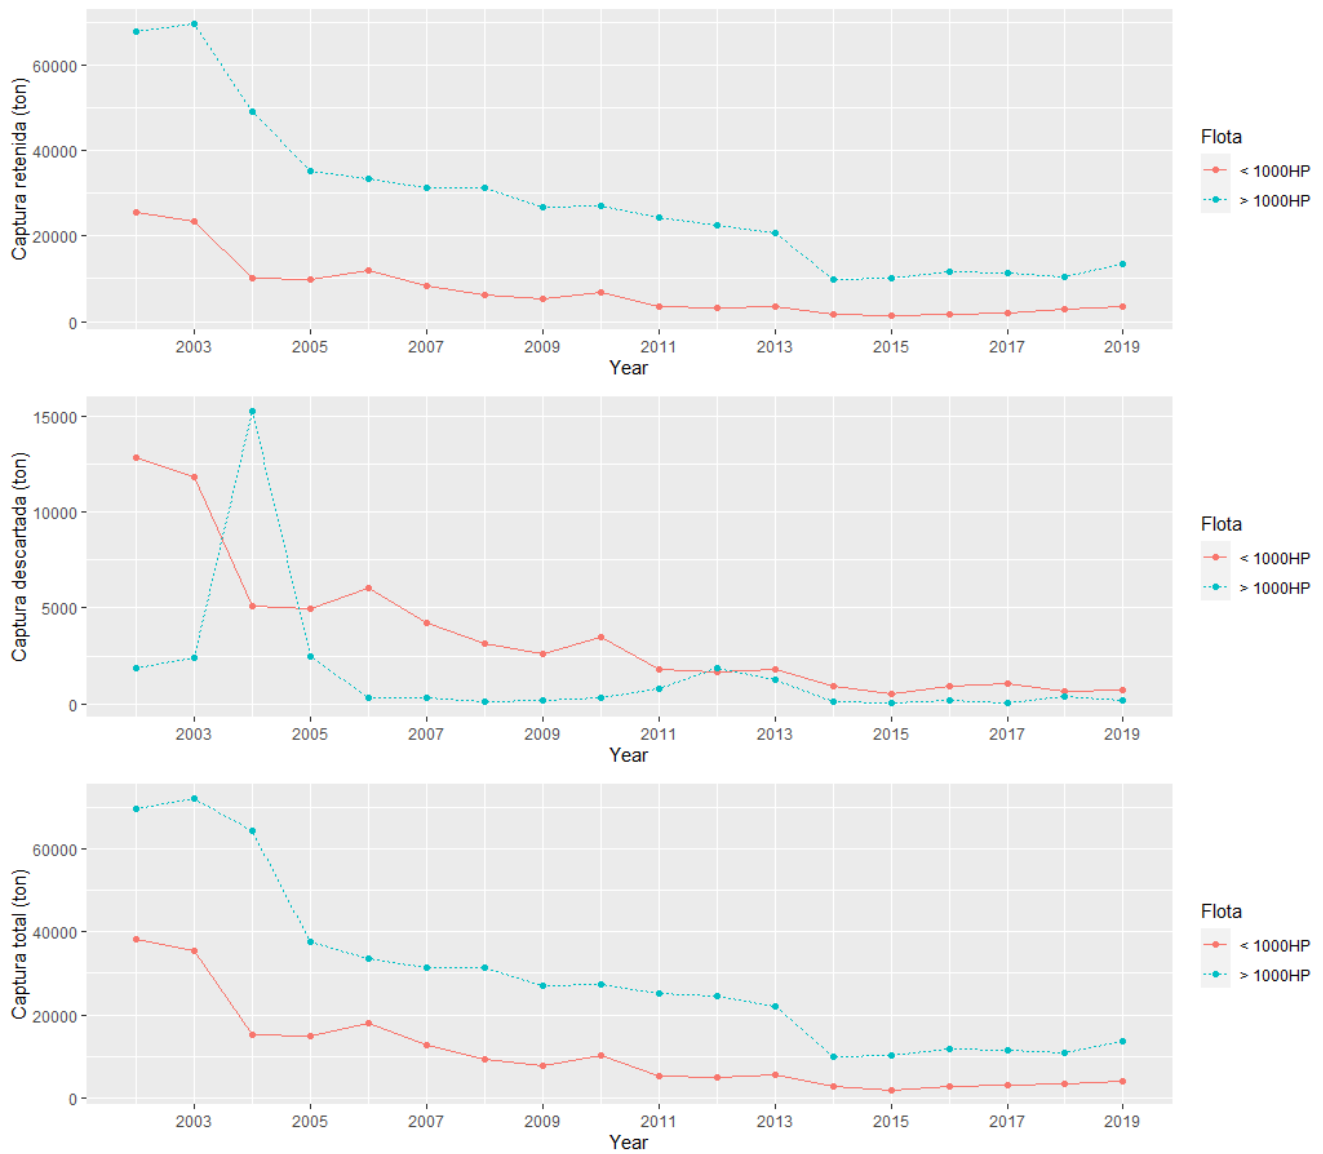 Captura retenida (ton)
60000
40000
20000
0
2003 2005 2007 2009 2011 2013 2015 2017 2019
Year
Flota
< 1000HP
> 1000HP
Captura descartada (ton)
15000
10000
5000
0
2003 2005 2007 2009 2011 2013 2015 2017 2019
Year
Flota
< 1000HP
> 1000HP
Captura total (ton)
60000
40000
20000
0
2003 2005 2007 2009 2011 2013 2015 2017 2019
Year
Flota
< 1000HP
> 1000HP